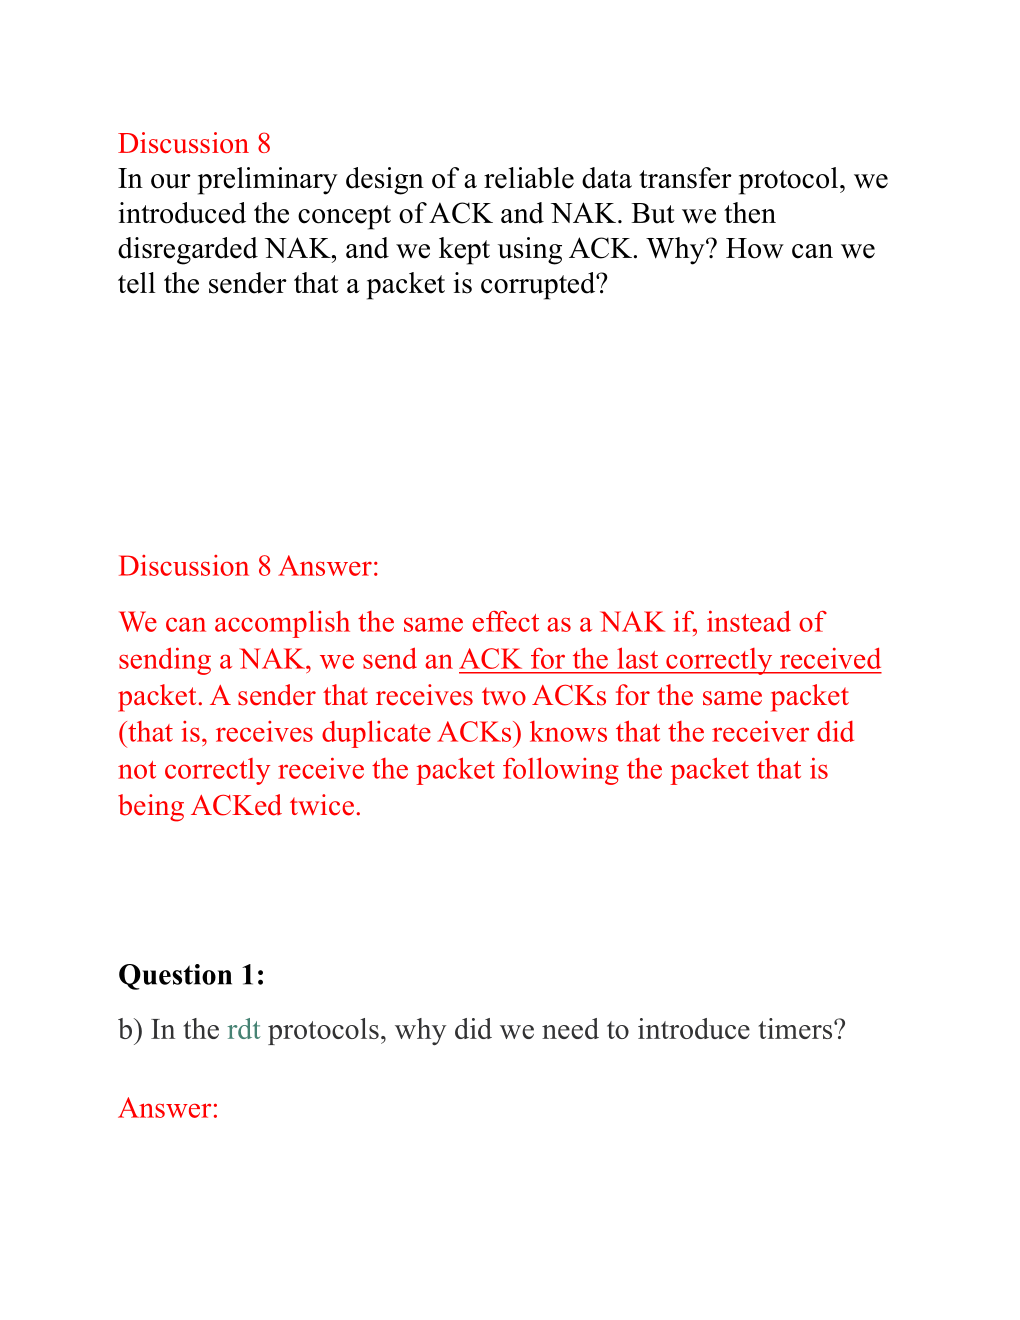 Discussion 8
In our preliminary design of a reliable data transfer protocol, we
introduced the concept of ACK and NAK. But we then
disregarded NAK, and we kept using ACK. Why? How can we
tell the sender that a packet is corrupted?
Discussion 8 Answer:
We can accomplish the same effect as a NAK if, instead of
sending a NAK, we send an ACK for the last correctly received
packet. A sender that receives two ACKs for the same packet
(that is, receives duplicate ACKs) knows that the receiver did
not correctly receive the packet following the packet that is
being ACKed twice.
Question 1:
b) In the rdt protocols, why did we need to introduce timers?
Answer: